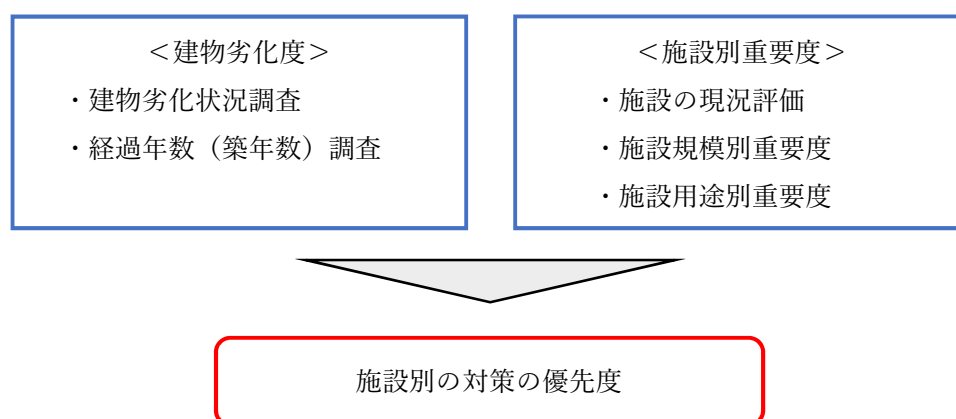 ＜建物劣化度＞
・建物劣化状況調査
・経過年数（築年数）調査
＜施設別重要度＞
・施設の現況評価
・施設規模別重要度
・施設用途別重要度
施設別の対策の優先度